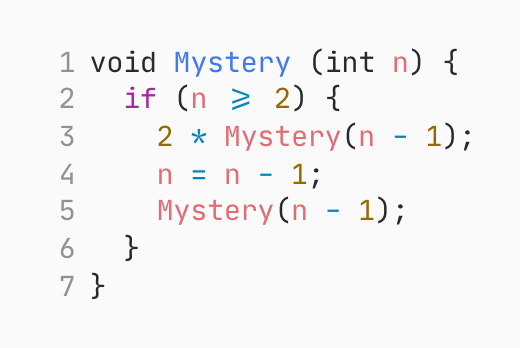 1 void Mystery (int n) {
2   if (n ⩾ 2) {
3     2 * Mystery(n - 1);
4     n = n - 1;
5     Mystery(n - 1);
6   }
7 }